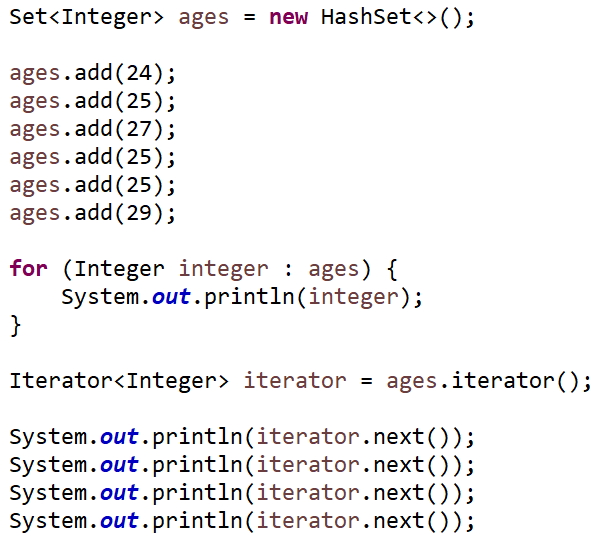 Set<Integer> ages = new HashSet<>();
ages.add(24);
ages.add(25);
ages.add(27);
ages.add(25);
ages.add(25);
ages.add(29);
for (Integer integer : ages) {
    System.out.println(integer);
}
Iterator<Integer> iterator = ages.iterator();
System.out.println(iterator.next());
System.out.println(iterator.next());
System.out.println(iterator.next());
System.out.println(iterator.next());